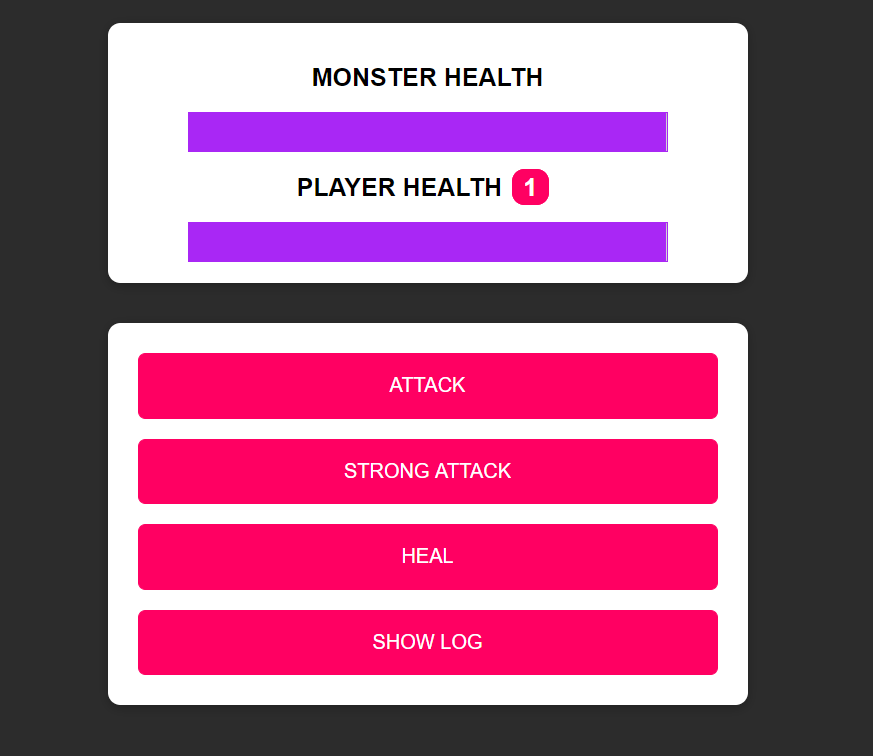 MONSTER HEALTH
PLAYER HEALTH 1
ATTACK
STRONG ATTACK
HEAL
SHOW LOG